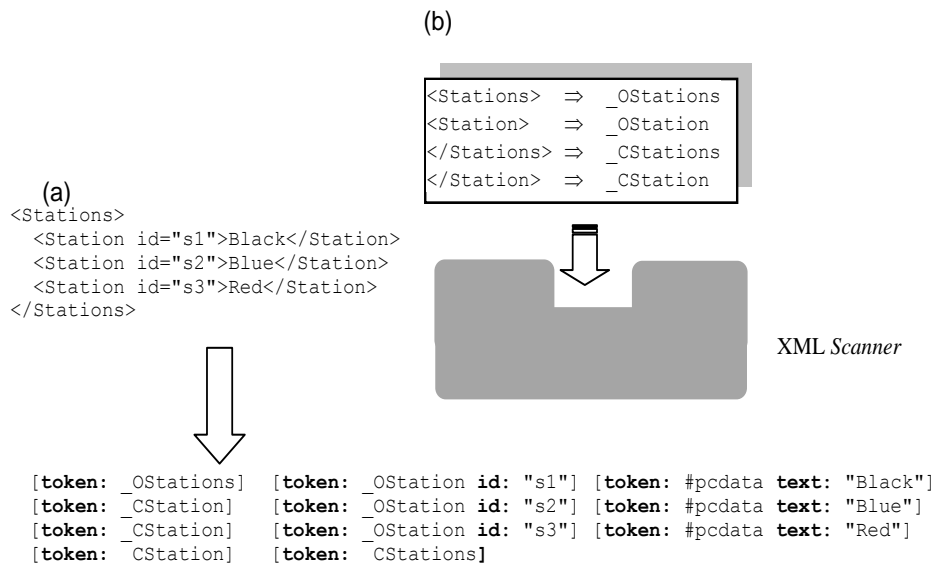 (b)
<Stations> ⇒ _OStations
<Station> ⇒ _OStation
</Stations> ⇒ _CStations
</Station> ⇒ _CStation
(a)
<Stations>
<Station id="s1">Black</Station>
<Station id="s2">Blue</Station>
<Station id="s3">Red</Station>
</Stations>
XML Scanner
[token: _OStations] [token: _OStation id: "s1"] [token: #pcdata text: "Black"]
[token: _CStation] [token: _OStation id: "s2"] [token: #pcdata text: "Blue"]
[token: _CStation] [token: _OStation id: "s3"] [token: #pcdata text: "Red"]
[token: _CStation] [token: _CStations]